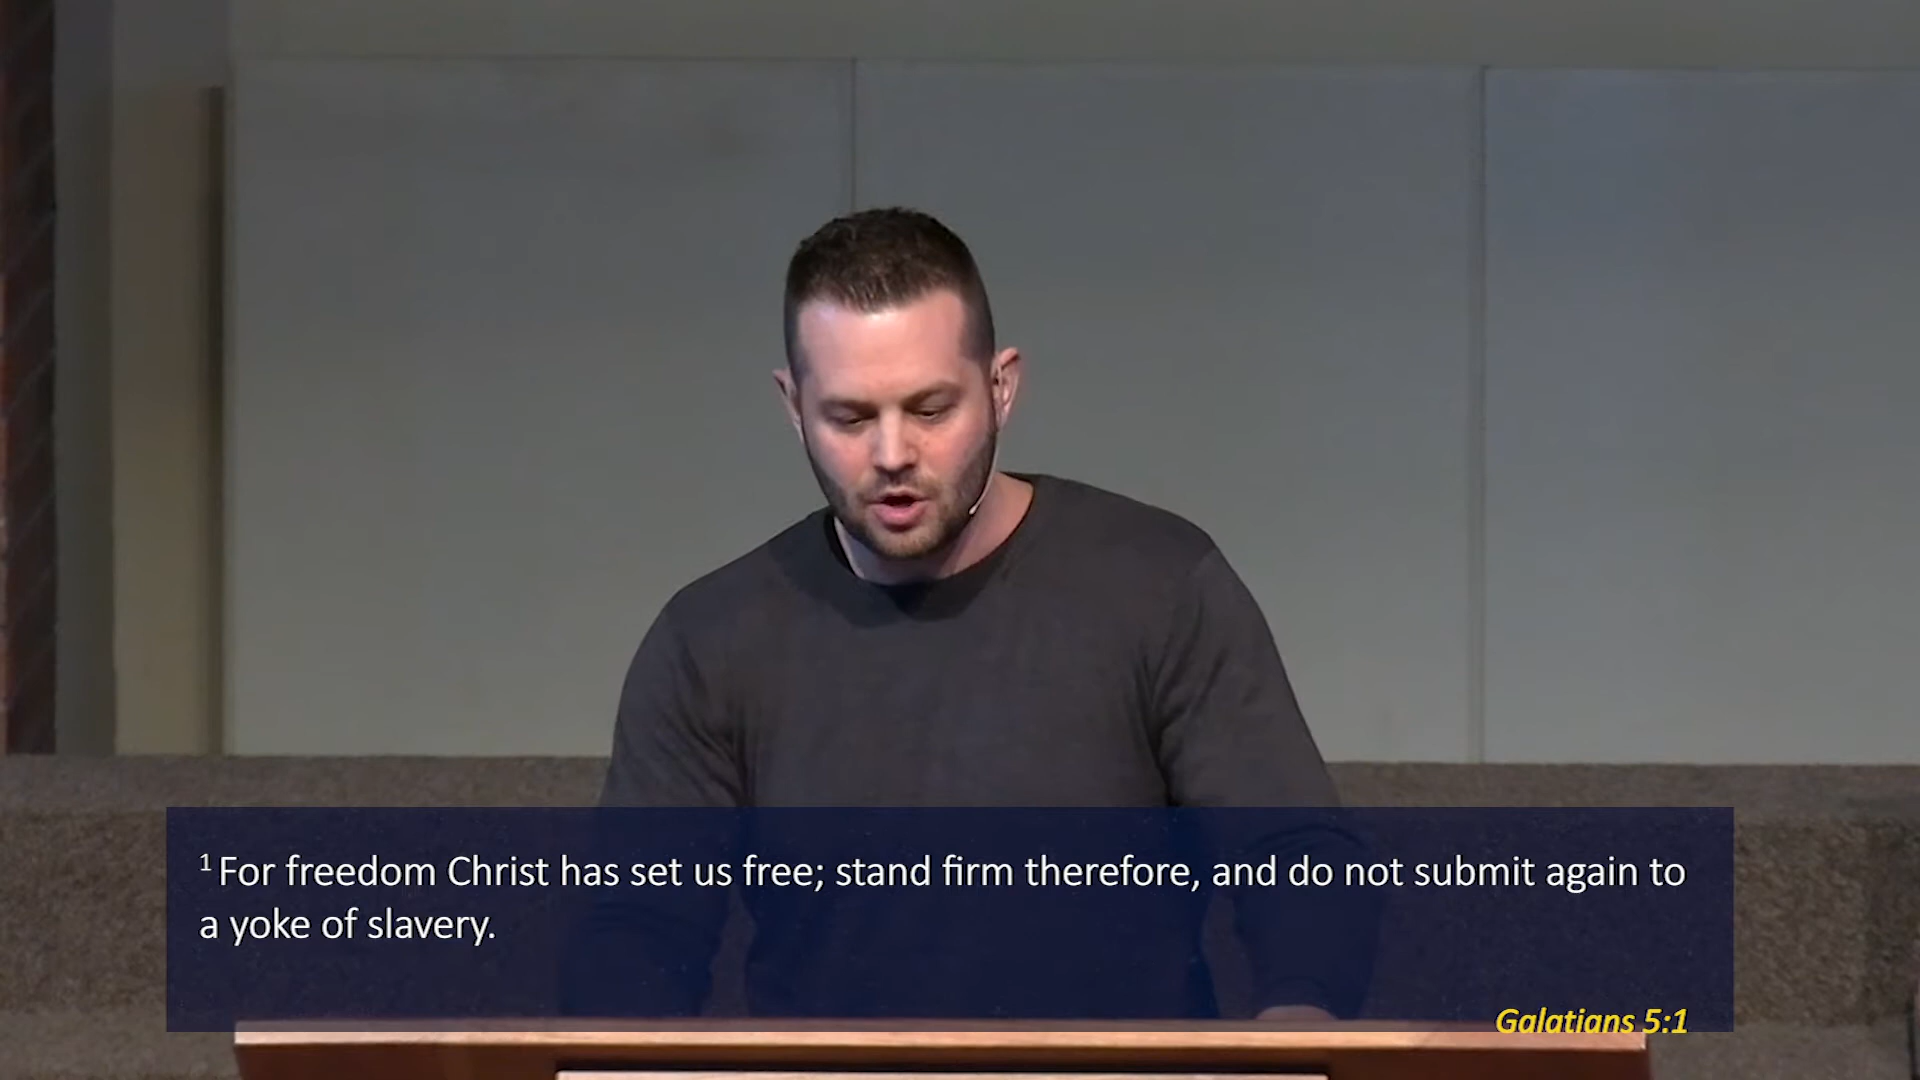 1 For freedom Christ has set us free; stand firm therefore, and do not submit again to
a yoke of slavery.
Galatians 5:1